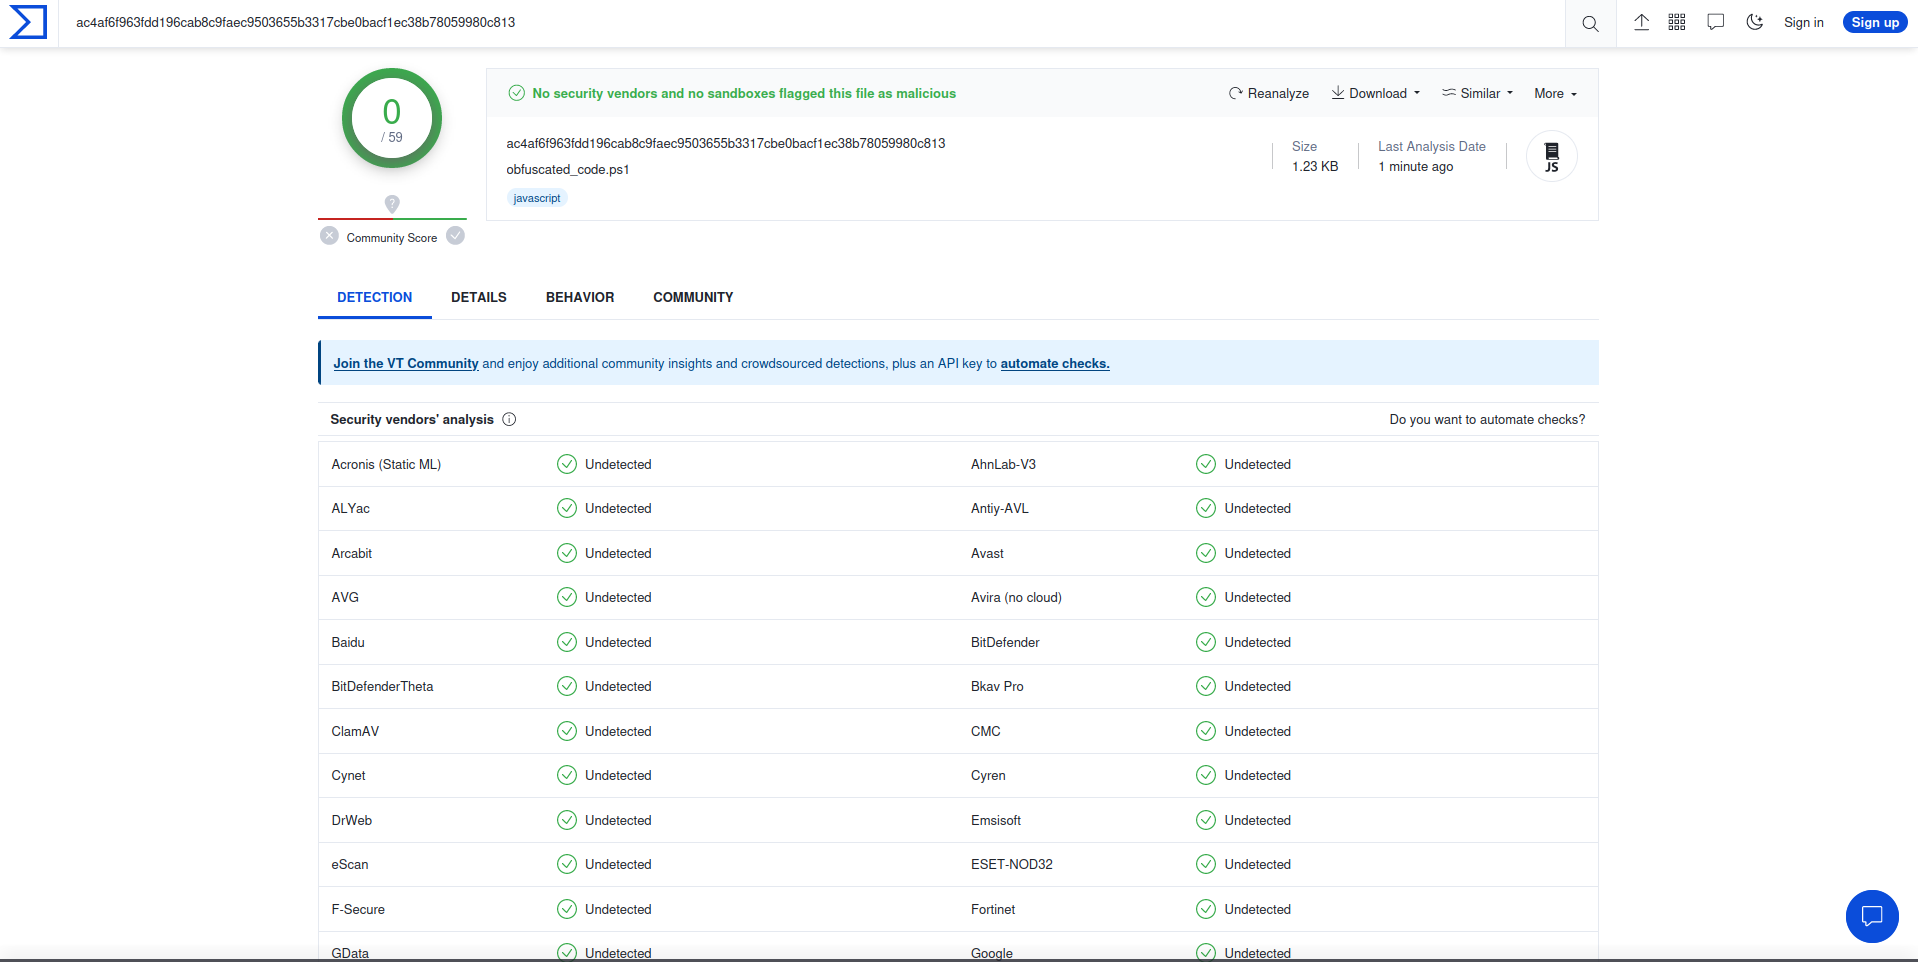 ac4af6f963fdd196cab8c9faec9503655b3317cbe0bacf1ec38b78059980c813
Sign in
Sign up
0
/ 59
Community Score
No security vendors and no sandboxes flagged this file as malicious
Reanalyze
Download
Similar
More
ac4af6f963fdd196cab8c9faec9503655b3317cbe0bacf1ec38b78059980c813
obfuscated_code.ps1
javascript
Size
1.23 KB
Last Analysis Date
1 minute ago
JS
DETECTION
DETAILS
BEHAVIOR
COMMUNITY
Join the VT Community and enjoy additional community insights and crowdsourced detections, plus an API key to automate checks.
Security vendors' analysis
Do you want to automate checks?
Acronis (Static ML) Undetected AhnLab-V3 Undetected
ALYac Undetected Antiy-AVL Undetected
Arcabit Undetected Avast Undetected
AVG Undetected Avira (no cloud) Undetected
Baidu Undetected BitDefender Undetected
BitDefenderTheta Undetected Bkav Pro Undetected
ClamAV Undetected CMC Undetected
Cynet Undetected Cyren Undetected
DrWeb Undetected Emsisoft Undetected
eScan Undetected ESET-NOD32 Undetected
F-Secure Undetected Fortinet Undetected
GData Undetected Google Undetected